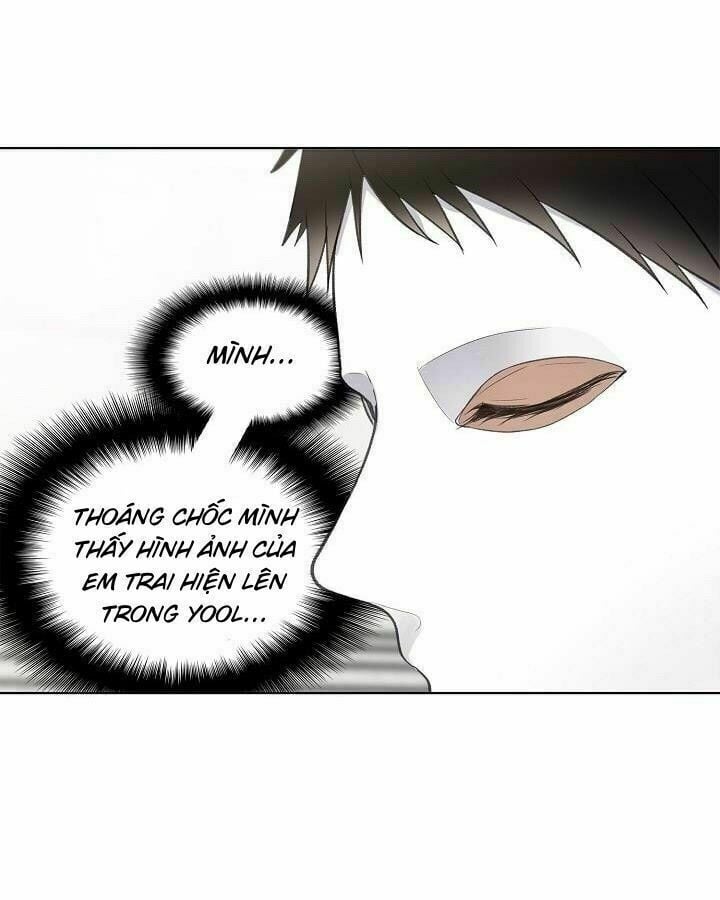 MÌNH...
THOÁNG CHỐC MÌNH
THẤY HÌNH ẢNH CỦA
EM TRAI HIỆN LÊN
TRONG YOOL...